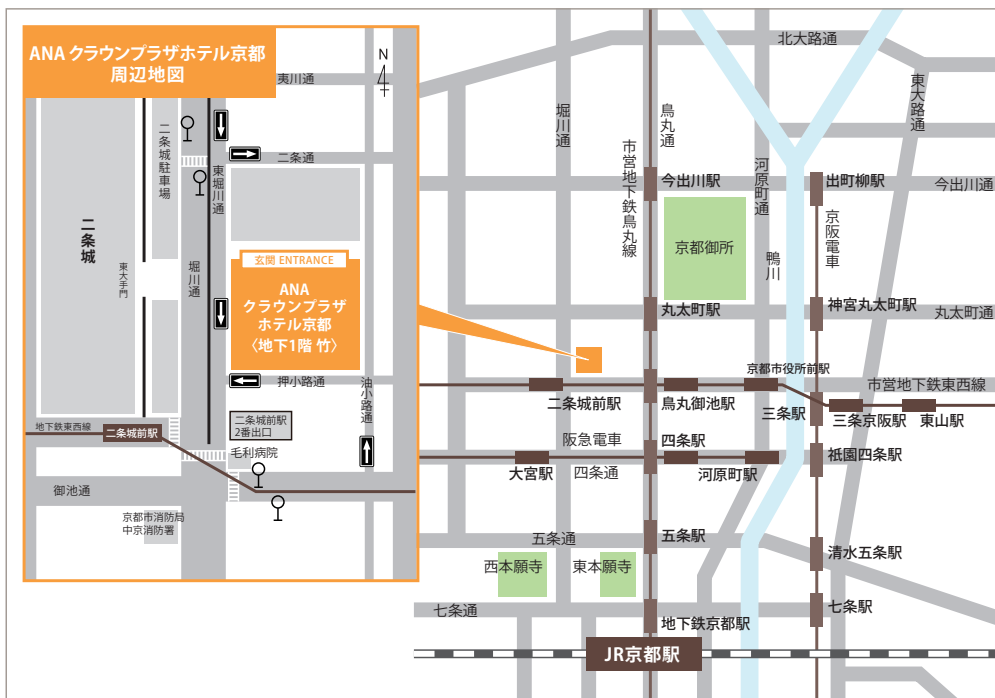 ANA クラウンプラザホテル京都
周辺地図
N
夷川通
二条城駐車場
二条通
東堀川通
二条城
東大手門
堀川通
玄関 ENTRANCE
ANA
クラウンプラザ
ホテル京都
〈地下1階 竹〉
押小路通
油小路通
二条城前駅
2番出口
地下鉄東西線
二条城前駅
毛利病院
御池通
京都市消防局
中京消防署
北大路通
東大路通
堀川通
烏丸通
市営地下鉄烏丸線
河原町通
今出川駅
出町柳駅
今出川通
京都御所
京阪電車
鴨川
丸太町駅
神宮丸太町駅
丸太町通
京都市役所前駅
市営地下鉄東西線
二条城前駅
烏丸御池駅
三条駅
三条京阪駅
東山駅
阪急電車
四条駅
大宮駅
四条通
河原町駅
祇園四条駅
五条通
五条駅
清水五条駅
西本願寺
東本願寺
七条通
地下鉄京都駅
七条駅
JR京都駅